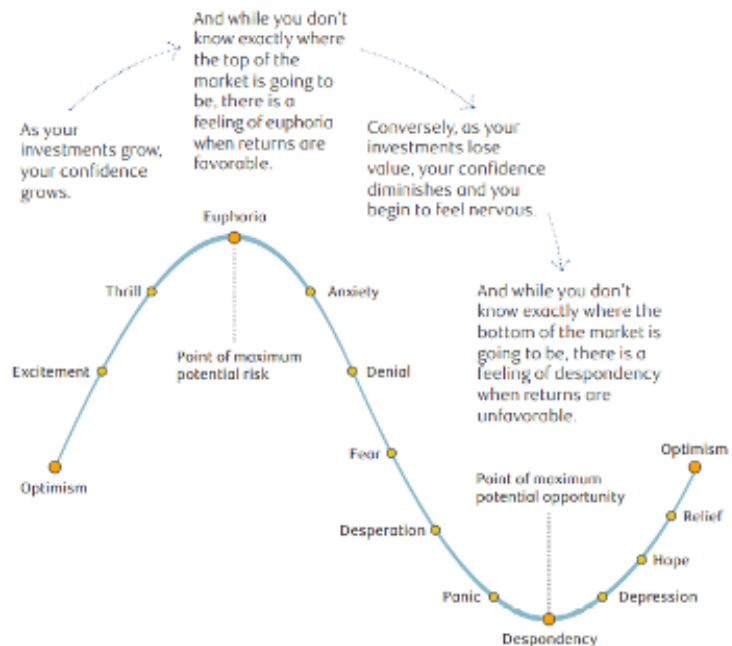 And while you don't
know exactly where
the top of the
market is going to
be, there is a
feeling of euphoria
when returns are
favorable.
As your
investments grow,
your confidence
grows.
Conversely, as your
investments lose
value, your confidence
diminishes and you
begin to feel nervous.
Euphoria
Thrill
Anxiety
And while you don't
know exactly where the
bottom of the market is
going to be, there is a
feeling of despondency
when returns are
unfavorable.
Point of maximum
potential risk
Excitement
Denial
Fear
Optimism
Optimism
Point of maximum
potential opportunity
Relief
Desperation
Hope
Panic
Depression
Despondency